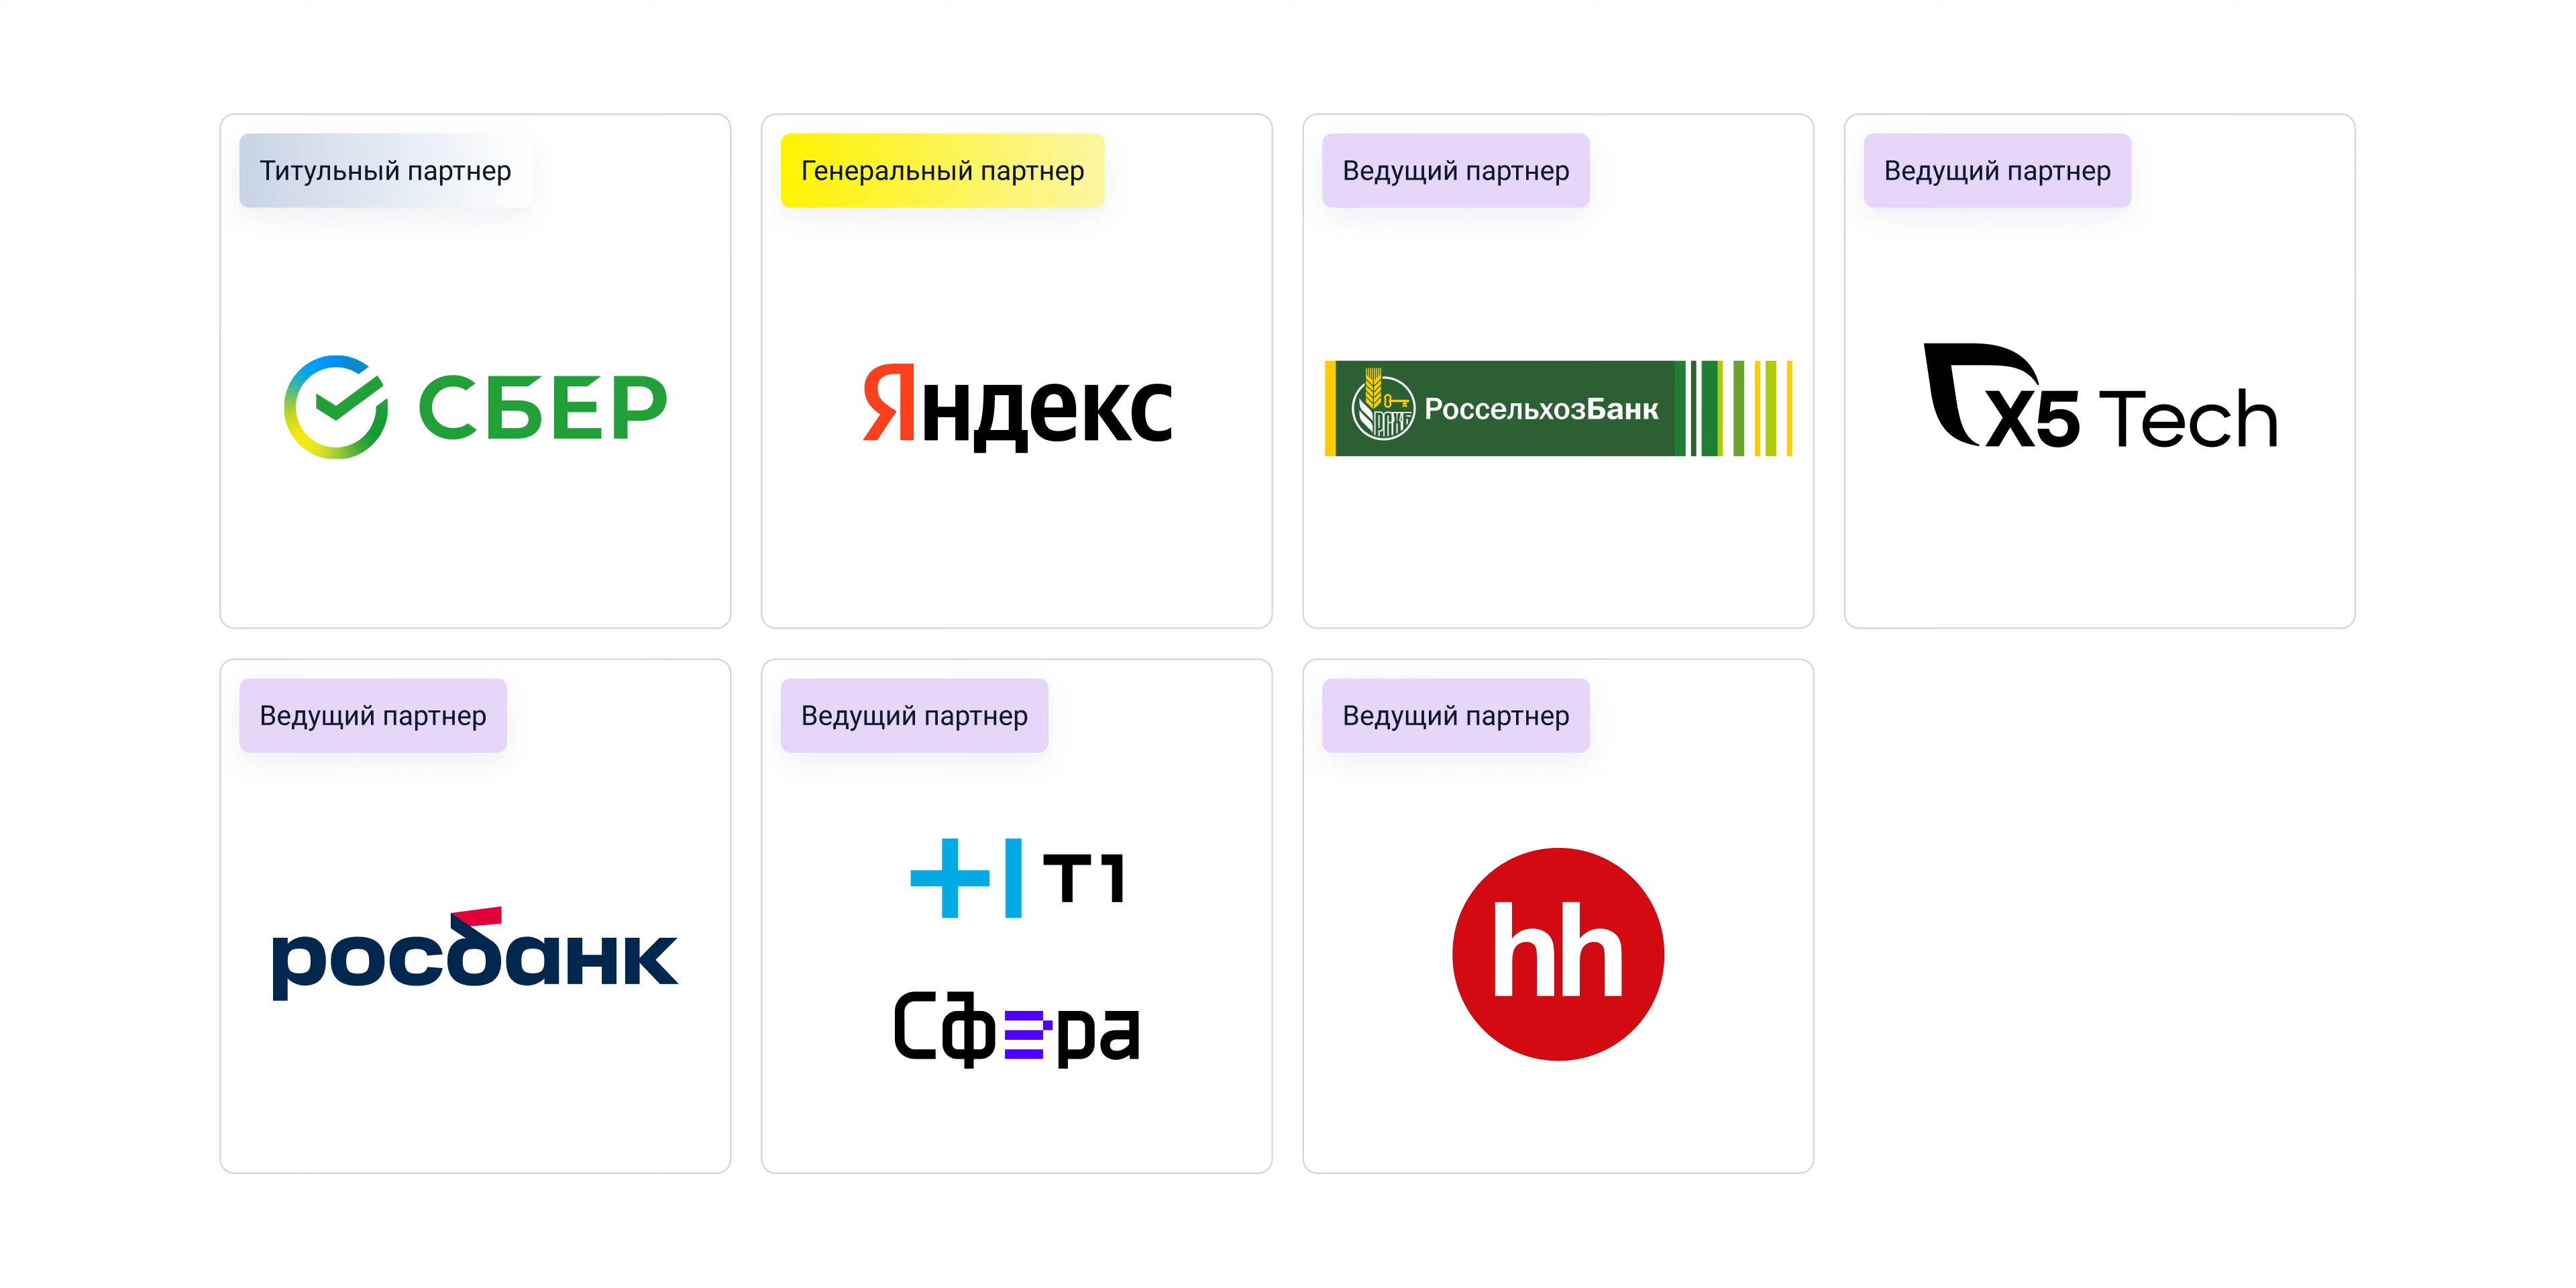 Титульный партнер
СБЕР
Генеральный партнер
Яндекс
Ведущий партнер
РСХБ
РоссельхозБанк
Ведущий партнер
X5 Tech
Ведущий партнер
росбанк
Ведущий партнер
Т1
Сфера
Ведущий партнер
hh